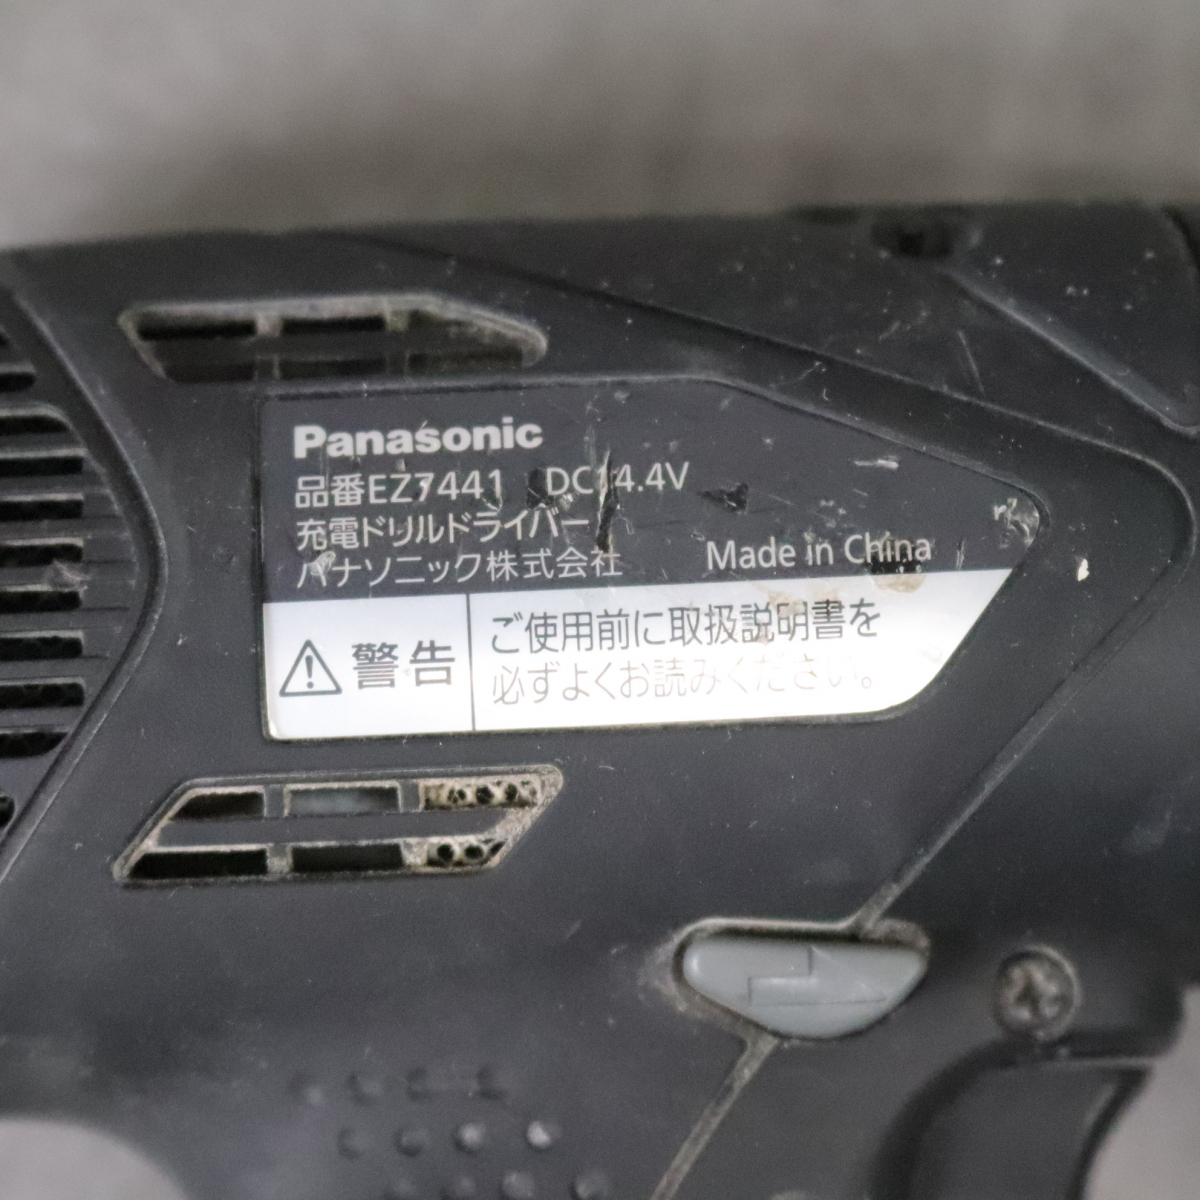 Panasonic
品番EZ7441 DC14.4V
充電ドリルドライバー
パナソニック株式会社 Made in China
警告
ご使用前に取扱説明書を
必ずよくお読みください。